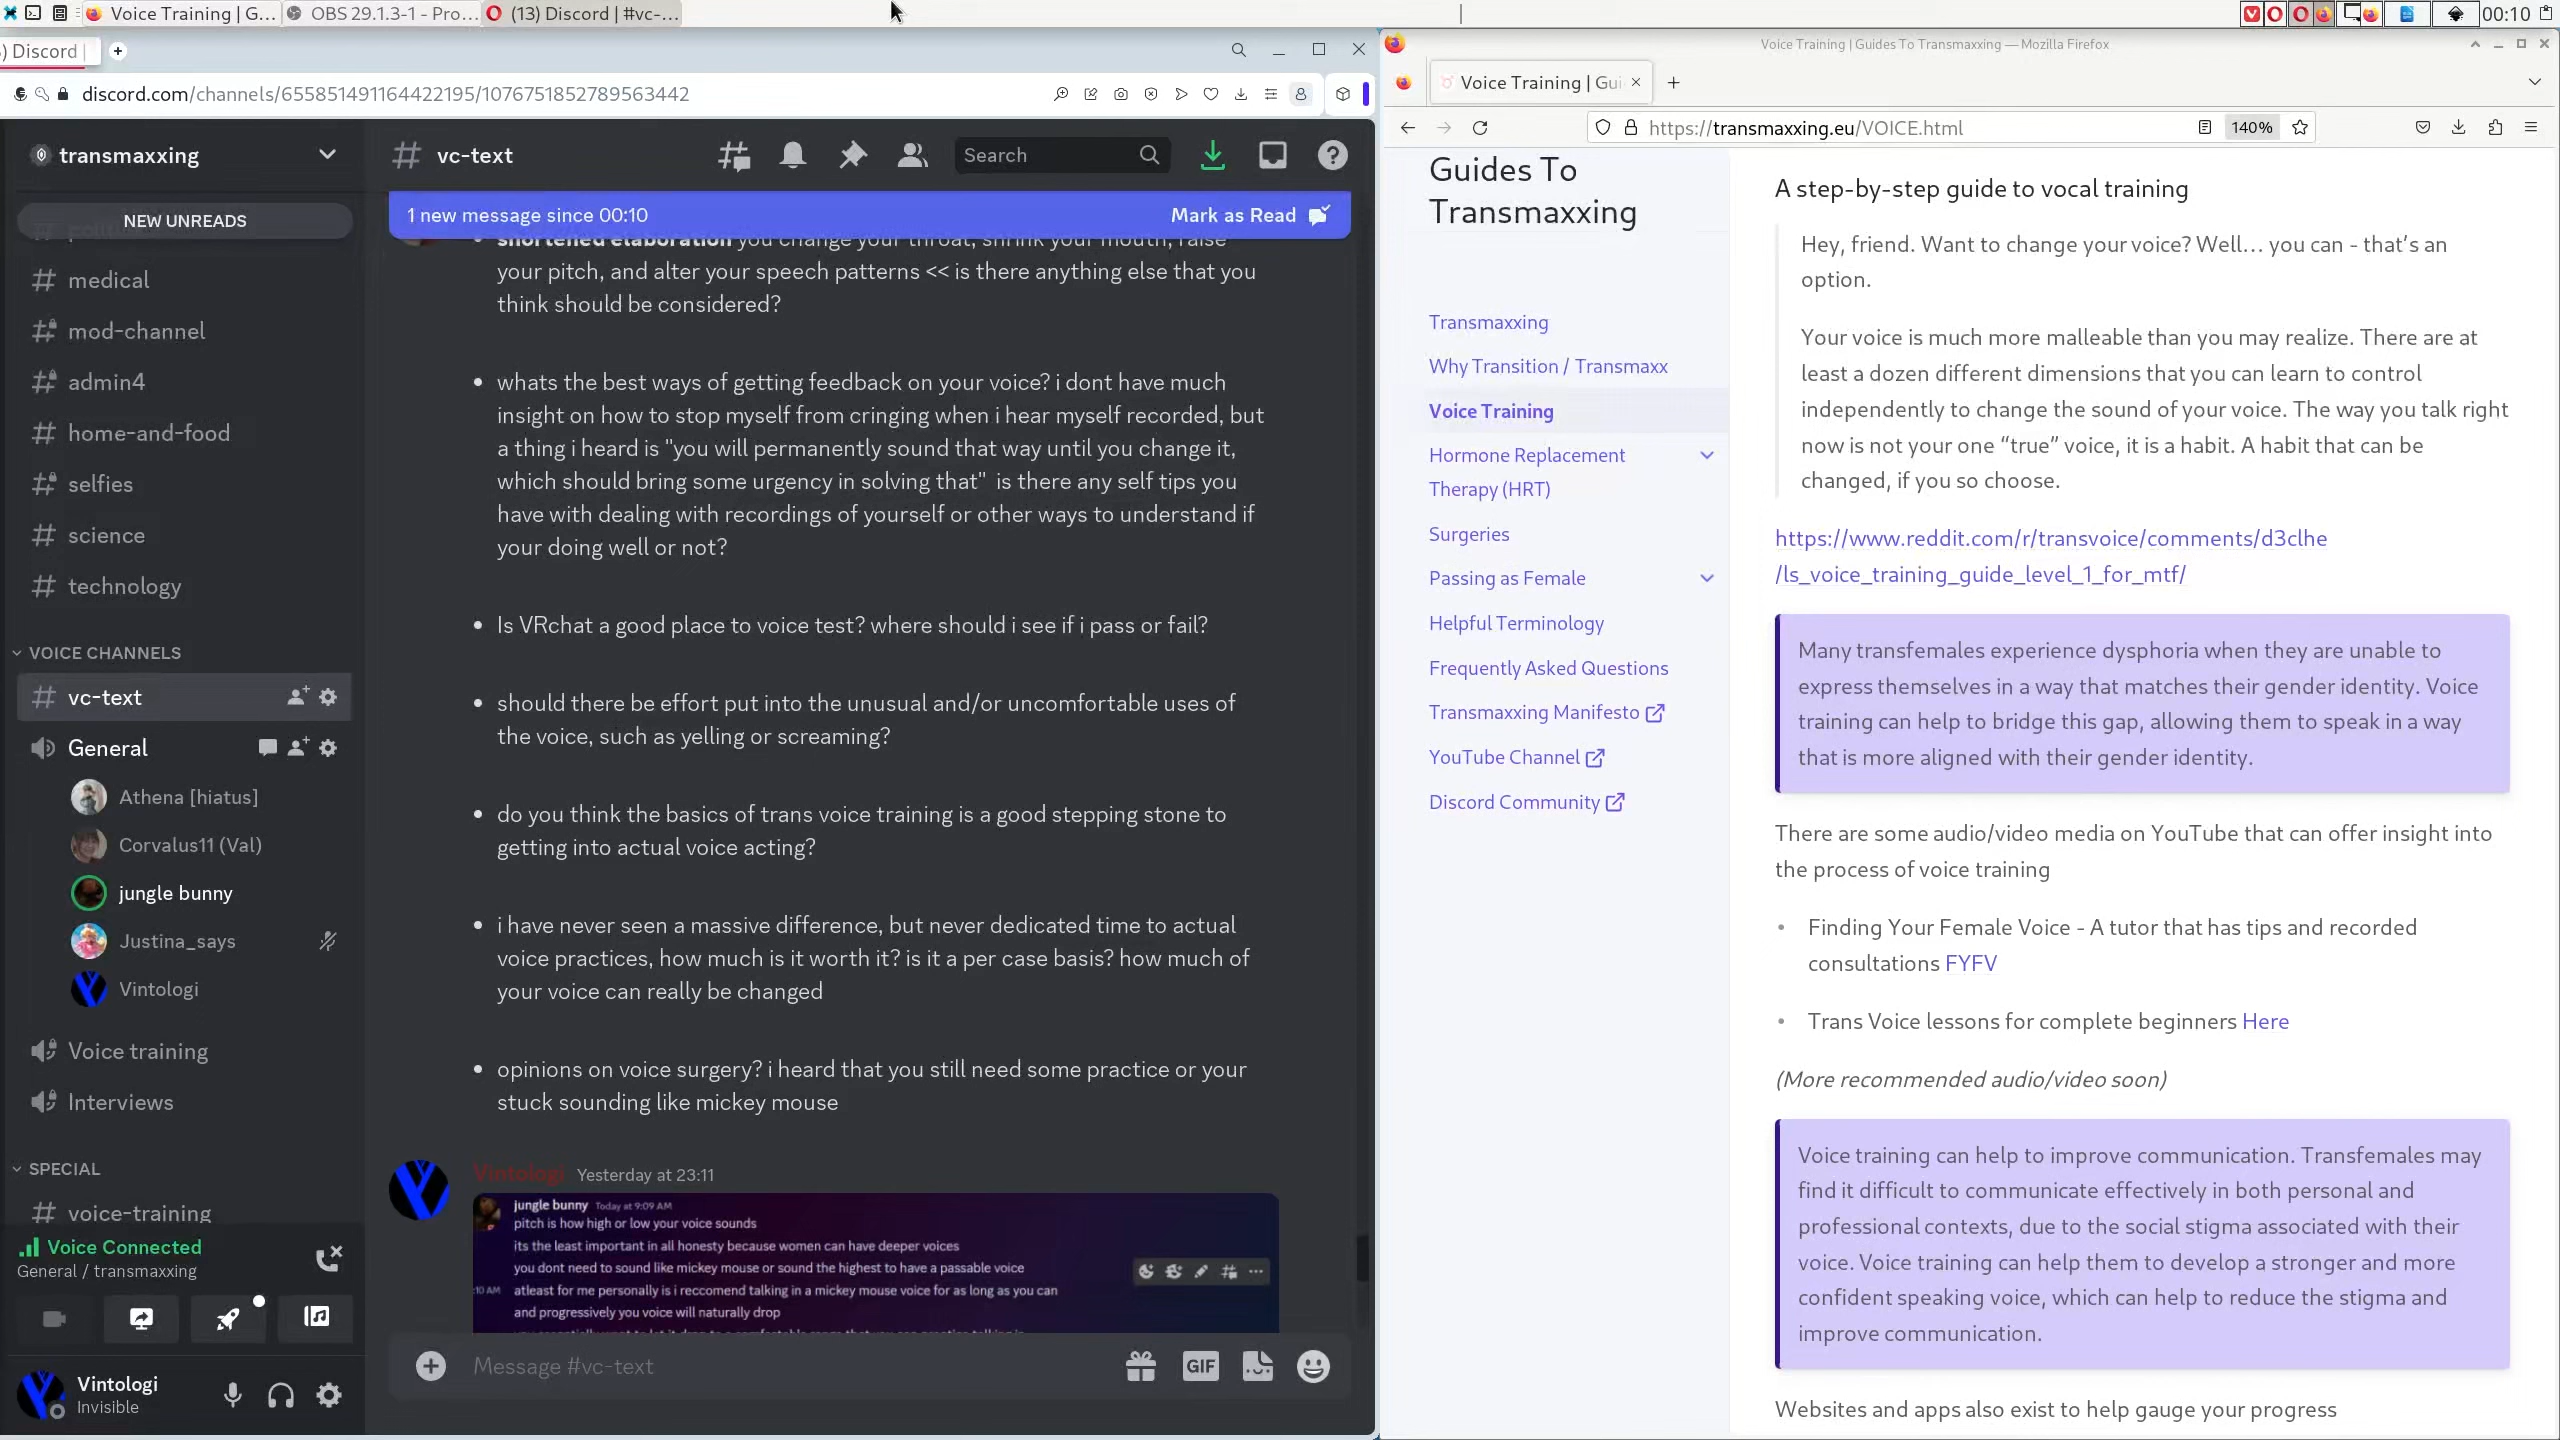 Voice Training | G...
OBS 29.1.3-1 - Pro...
(13) Discord | #vc-...
00:10
) Discord |
discord.com/channels/655851491164422195/1076751852789563442
transmaxxing
NEW UNREADS
medical
mod-channel
admin4
home-and-food
selfies
science
technology
VOICE CHANNELS
vc-text
General
Athena [hiatus]
Corvalus11 (Val)
jungle bunny
Justina_says
Vintologi
Voice training
Interviews
SPECIAL
voice-training
Voice Connected
General / transmaxxing
Vintologi
Invisible
vc-text
Search
1 new message since 00:10
Mark as Read
shortened elaboration you change your throat, shrink your mouth, raise
your pitch, and alter your speech patterns << is there anything else that you
think should be considered?
whats the best ways of getting feedback on your voice? i dont have much
insight on how to stop myself from cringing when i hear myself recorded, but
a thing i heard is "you will permanently sound that way until you change it,
which should bring some urgency in solving that" is there any self tips you
have with dealing with recordings of yourself or other ways to understand if
your doing well or not?
Is VRchat a good place to voice test? where should i see if i pass or fail?
should there be effort put into the unusual and/or uncomfortable uses of
the voice, such as yelling or screaming?
do you think the basics of trans voice training is a good stepping stone to
getting into actual voice acting?
i have never seen a massive difference, but never dedicated time to actual
voice practices, how much is it worth it? is it a per case basis? how much of
your voice can really be changed
opinions on voice surgery? i heard that you still need some practice or your
stuck sounding like mickey mouse
Vintologi Yesterday at 23:11
jungle bunny Today at 9:09 AM
pitch is how high or low your voice sounds
its the least important in all honesty because women can have deeper voices
you dont need to sound like mickey mouse or sound the highest to have a passable voice
:10 AM atleast for me personally is i reccomend talking in a mickey mouse voice for as long as you can
and progressively you voice will naturally drop
Message #vc-text
GIF
Voice Training | Guides To Transmaxxing — Mozilla Firefox
Voice Training | Gui
https://transmaxxing.eu/VOICE.html
140%
Guides To
Transmaxxing
Transmaxxing
Why Transition / Transmaxx
Voice Training
Hormone Replacement
Therapy (HRT)
Surgeries
Passing as Female
Helpful Terminology
Frequently Asked Questions
Transmaxxing Manifesto
YouTube Channel
Discord Community
A step-by-step guide to vocal training
Hey, friend. Want to change your voice? Well… you can - that’s an
option.
Your voice is much more malleable than you may realize. There are at
least a dozen different dimensions that you can learn to control
independently to change the sound of your voice. The way you talk right
now is not your one “true” voice, it is a habit. A habit that can be
changed, if you so choose.
https://www.reddit.com/r/transvoice/comments/d3clhe
/ls_voice_training_guide_level_1_for_mtf/
Many transfemales experience dysphoria when they are unable to
express themselves in a way that matches their gender identity. Voice
training can help to bridge this gap, allowing them to speak in a way
that is more aligned with their gender identity.
There are some audio/video media on YouTube that can offer insight into
the process of voice training
Finding Your Female Voice - A tutor that has tips and recorded
consultations FYFV
Trans Voice lessons for complete beginners Here
(More recommended audio/video soon)
Voice training can help to improve communication. Transfemales may
find it difficult to communicate effectively in both personal and
professional contexts, due to the social stigma associated with their
voice. Voice training can help them to develop a stronger and more
confident speaking voice, which can help to reduce the stigma and
improve communication.
Websites and apps also exist to help gauge your progress